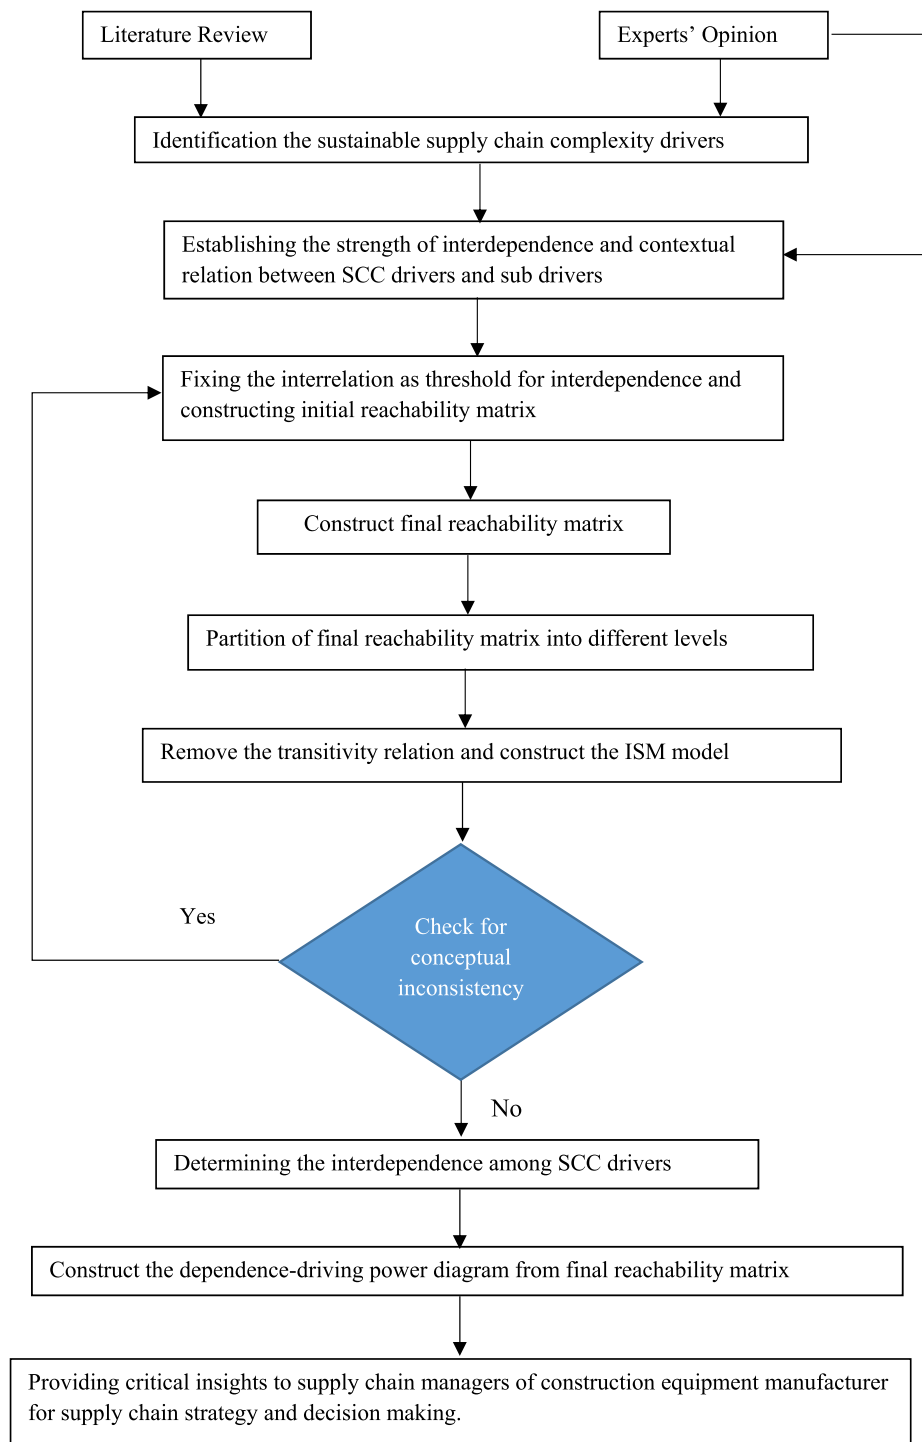 Literature Review
Experts’ Opinion
Identification the sustainable supply chain complexity drivers
Establishing the strength of interdependence and contextual
relation between SCC drivers and sub drivers
Fixing the interrelation as threshold for interdependence and
constructing initial reachability matrix
Construct final reachability matrix
Partition of final reachability matrix into different levels
Remove the transitivity relation and construct the ISM model
Yes
Check for
conceptual
inconsistency
No
Determining the interdependence among SCC drivers
Construct the dependence-driving power diagram from final reachability matrix
Providing critical insights to supply chain managers of construction equipment manufacturer
for supply chain strategy and decision making.